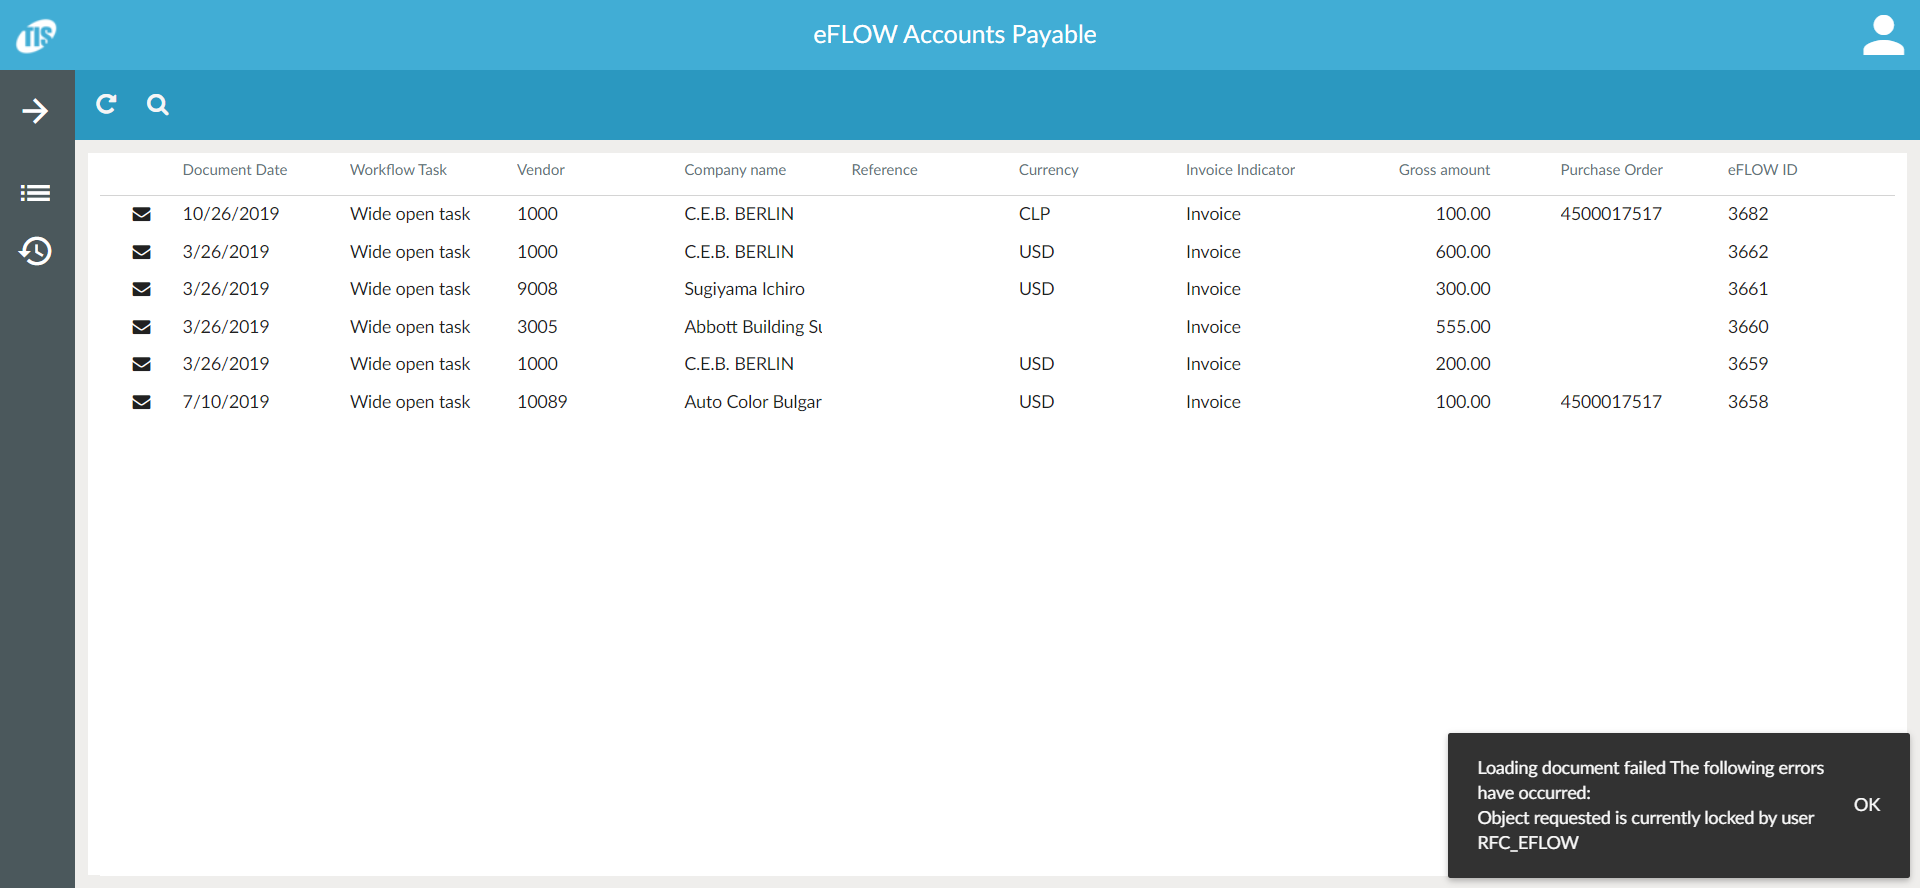 TIS
eFLOW Accounts Payable
Document Date Workflow Task Vendor Company name Reference Currency Invoice Indicator Gross amount Purchase Order eFLOW ID
10/26/2019 Wide open task 1000 C.E.B. BERLIN CLP Invoice 100.00 4500017517 3682
3/26/2019 Wide open task 1000 C.E.B. BERLIN USD Invoice 600.00 3662
3/26/2019 Wide open task 9008 Sugiyama Ichiro USD Invoice 300.00 3661
3/26/2019 Wide open task 3005 Abbott Building Su Invoice 555.00 3660
3/26/2019 Wide open task 1000 C.E.B. BERLIN USD Invoice 200.00 3659
7/10/2019 Wide open task 10089 Auto Color Bulgar USD Invoice 100.00 4500017517 3658
Loading document failed The following errors
have occurred:
Object requested is currently locked by user
RFC_EFLOW
OK